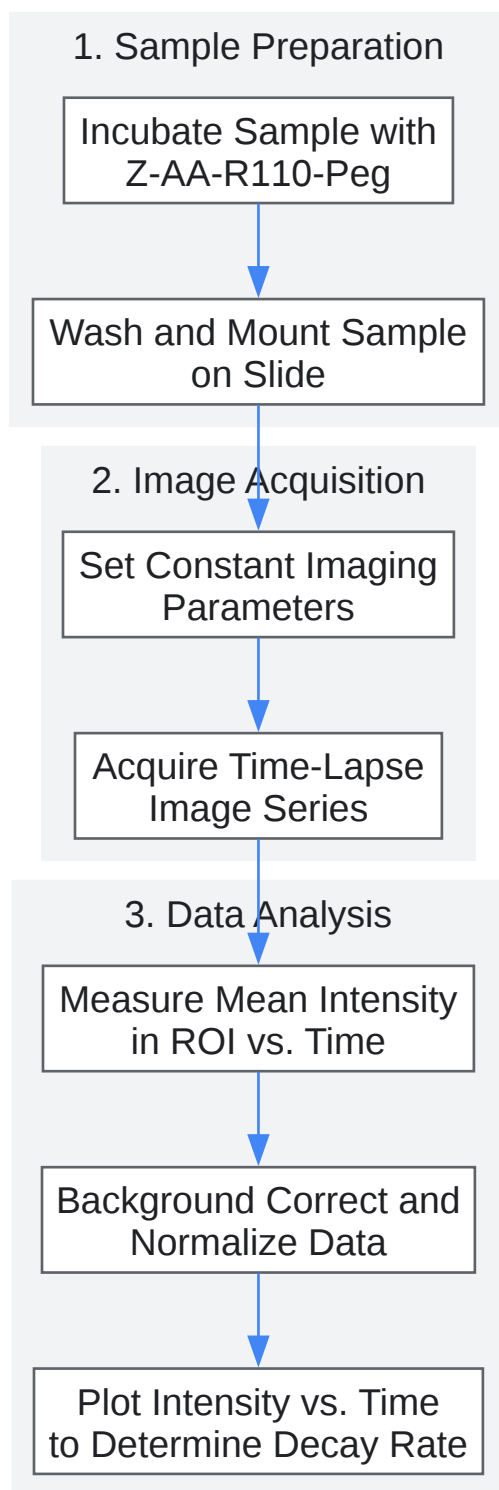 1. Sample Preparation
Incubate Sample with
Z-AA-R110-Peg
Wash and Mount Sample
on Slide
2. Image Acquisition
Set Constant Imaging
Parameters
Acquire Time-Lapse
Image Series
3. Data Analysis
Measure Mean Intensity
in ROI vs. Time
Background Correct and
Normalize Data
Plot Intensity vs. Time
to Determine Decay Rate